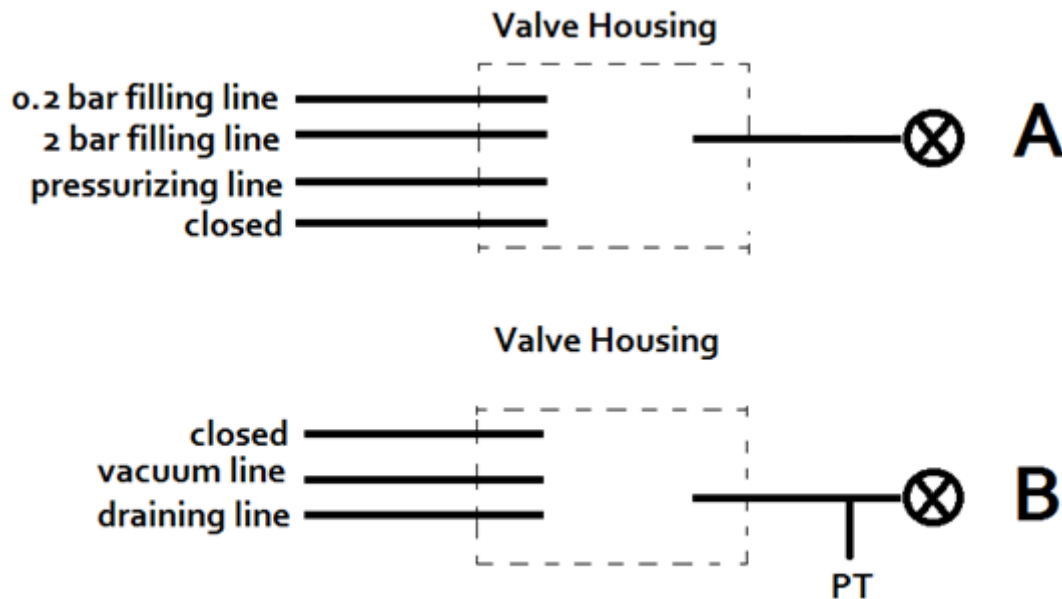 Valve Housing
0.2 bar filling line
2 bar filling line
pressurizing line
closed
A
Valve Housing
closed
vacuum line
draining line
B
PT